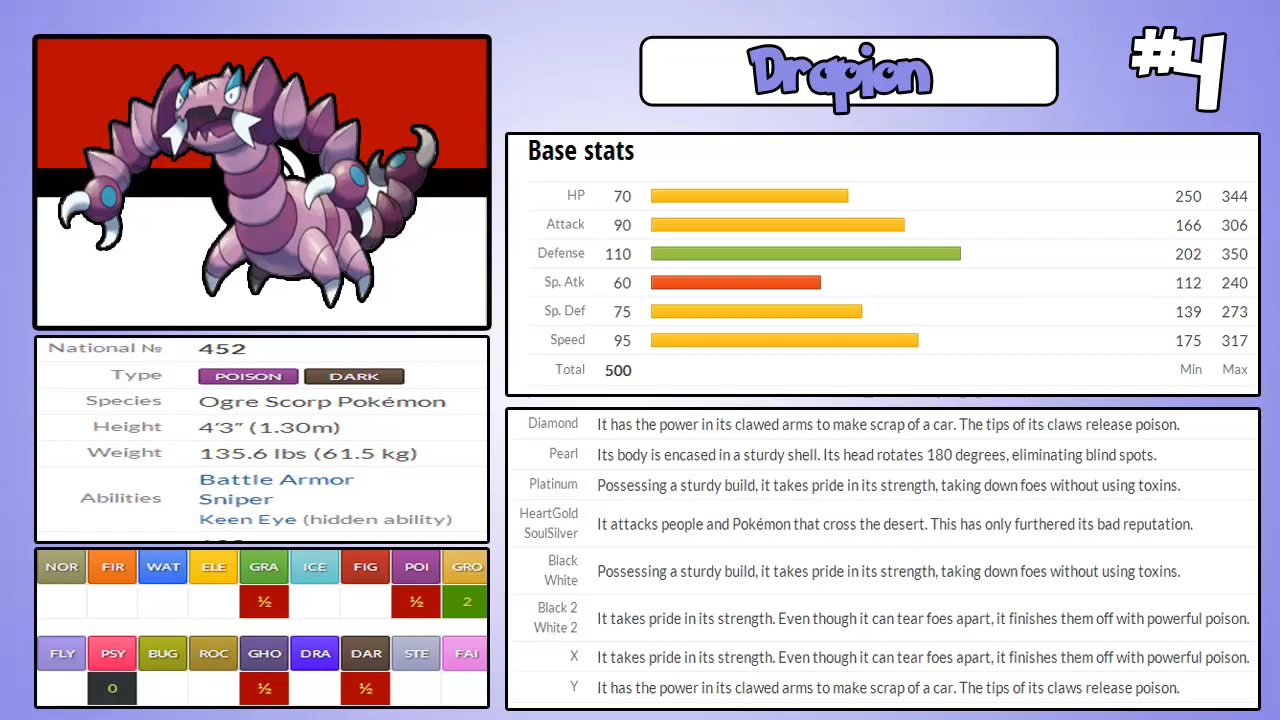 Drapion
#4
Base stats
HP 70 250 344
Attack 90 166 306
Defense 110 202 350
Sp. Atk 60 112 240
Sp. Def 75 139 273
Speed 95 175 317
Total 500 Min Max
National № 452
Type POISON DARK
Species Ogre Scorp Pokémon
Height 4′3″ (1.30m)
Weight 135.6 lbs (61.5 kg)
Abilities Battle Armor
Sniper
Keen Eye (hidden ability)
NOR FIR WAT ELE GRA ICE FIG POI GRO
½ ½ 2
FLY PSY BUG ROC GHO DRA DAR STE FAI
0 ½ ½
Diamond It has the power in its clawed arms to make scrap of a car. The tips of its claws release poison.
Pearl Its body is encased in a sturdy shell. Its head rotates 180 degrees, eliminating blind spots.
Platinum Possessing a sturdy build, it takes pride in its strength, taking down foes without using toxins.
HeartGold
SoulSilver It attacks people and Pokémon that cross the desert. This has only furthered its bad reputation.
Black
White Possessing a sturdy build, it takes pride in its strength, taking down foes without using toxins.
Black 2
White 2 It takes pride in its strength. Even though it can tear foes apart, it finishes them off with powerful poison.
X It takes pride in its strength. Even though it can tear foes apart, it finishes them off with powerful poison.
Y It has the power in its clawed arms to make scrap of a car. The tips of its claws release poison.